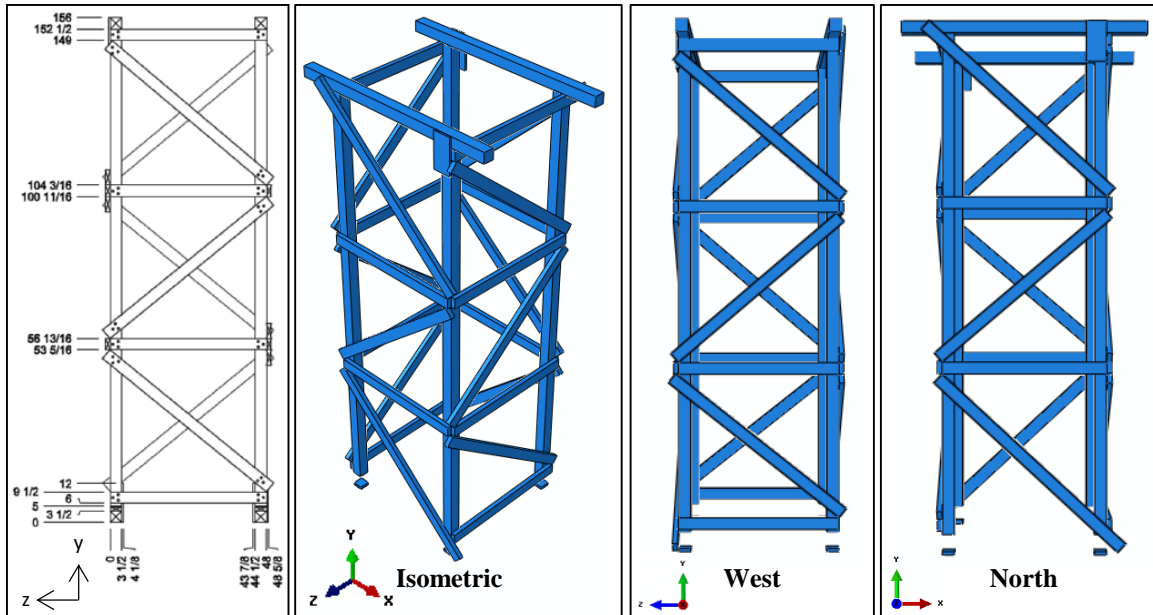 156
152 1/2
149
104 3/16
100 11/16
56 13/16
53 5/16
12
9 1/2
6
5
3 1/2
0
0
3 1/2
4 1/8
43 7/8
44 1/2
48
48 5/8
y
z
Y
Z
X
Isometric
Y
Z
X
West
Y
X
North